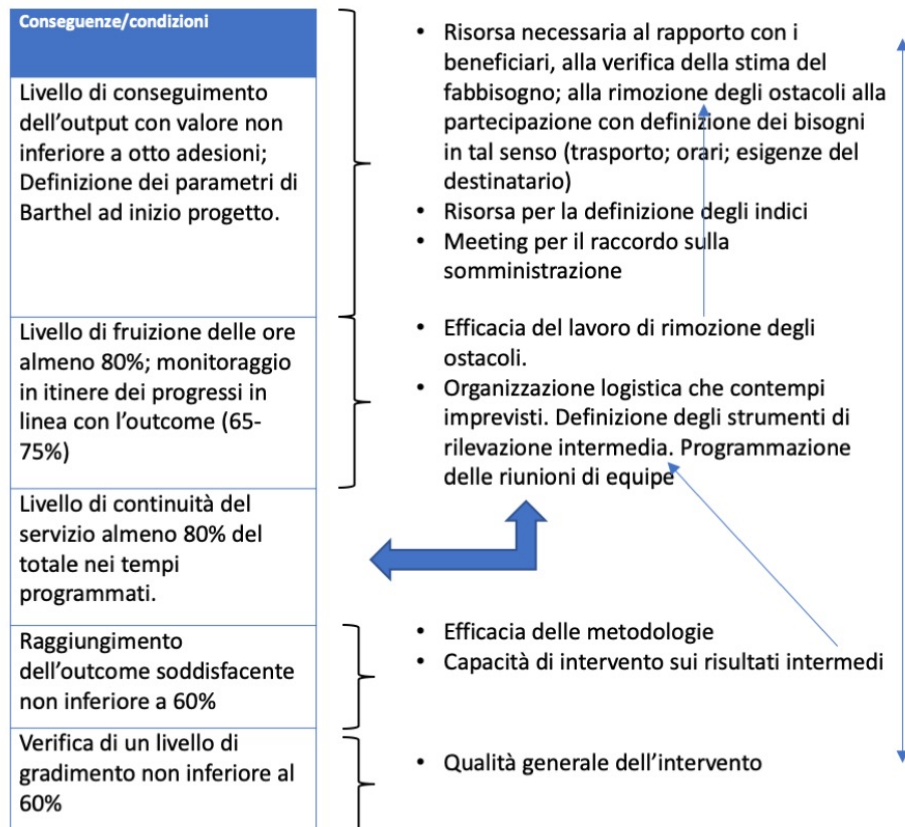 Conseguenze/condizioni
Livello di conseguimento
dell’output con valore non
inferiore a otto adesioni;
Definizione dei parametri di
Barthel ad inizio progetto.
• Risorsa necessaria al rapporto con i
beneficiari, alla verifica della stima del
fabbisogno; alla rimozione degli ostacoli alla
partecipazione con definizione dei bisogni
in tal senso (trasporto; orari; esigenze del
destinatario)
• Risorsa per la definizione degli indici
• Meeting per il raccordo sulla
somministrazione
Livello di fruizione delle ore
almeno 80%; monitoraggio
in itinere dei progressi in
linea con l’outcome (65-
75%)
• Efficacia del lavoro di rimozione degli
ostacoli.
• Organizzazione logistica che contempi
imprevisti. Definizione degli strumenti di
rilevazione intermedia. Programmazione
delle riunioni di equipe
Livello di continuità del
servizio almeno 80% del
totale nei tempi
programmati.
Raggiungimento
dell’outcome soddisfacente
non inferiore a 60%
• Efficacia delle metodologie
• Capacità di intervento sui risultati intermedi
Verifica di un livello di
gradimento non inferiore al
60%
• Qualità generale dell’intervento